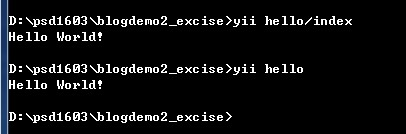 D:\psd1603\blogdemo2_excise>yii hello/index
Hello World!
D:\psd1603\blogdemo2_excise>yii hello
Hello World!
D:\psd1603\blogdemo2_excise>